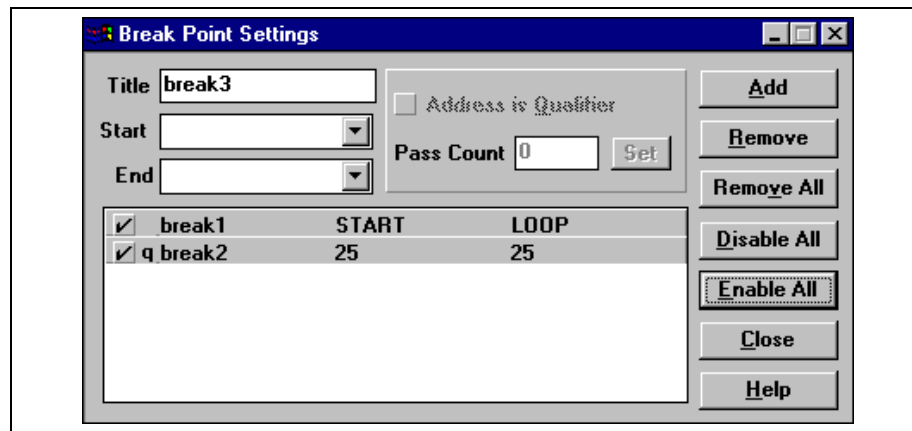 Break Point Settings
Title break3
Address is Qualifier
Start
Pass Count 0 Set
End
break1 START LOOP
q break2 25 25
Add
Remove
Remove All
Disable All
Enable All
Close
Help